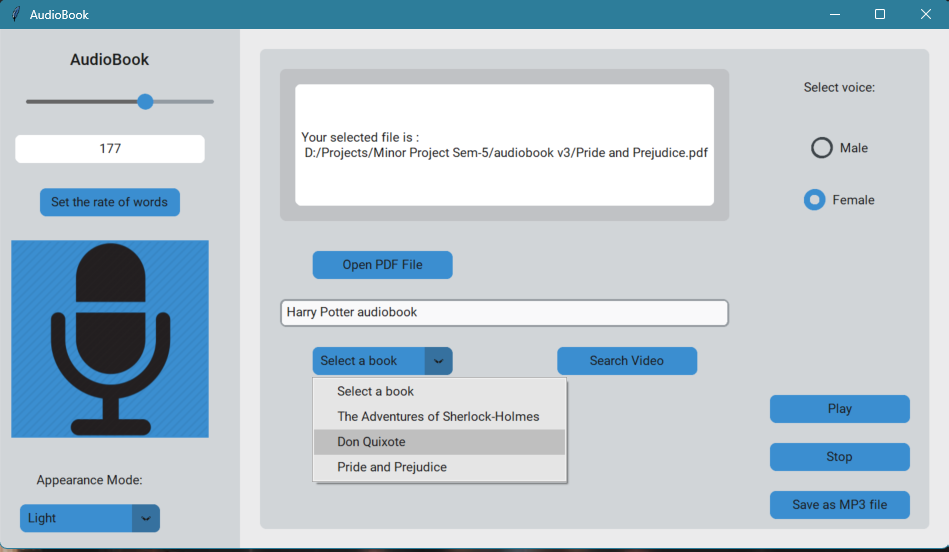 AudioBook
AudioBook
177
Set the rate of words
Appearance Mode:
Light
Your selected file is :
D:/Projects/Minor Project Sem-5/audiobook v3/Pride and Prejudice.pdf
Open PDF File
Harry Potter audiobook
Select a book
Search Video
Select a book
The Adventures of Sherlock-Holmes
Don Quixote
Pride and Prejudice
Select voice:
Male
Female
Play
Stop
Save as MP3 file